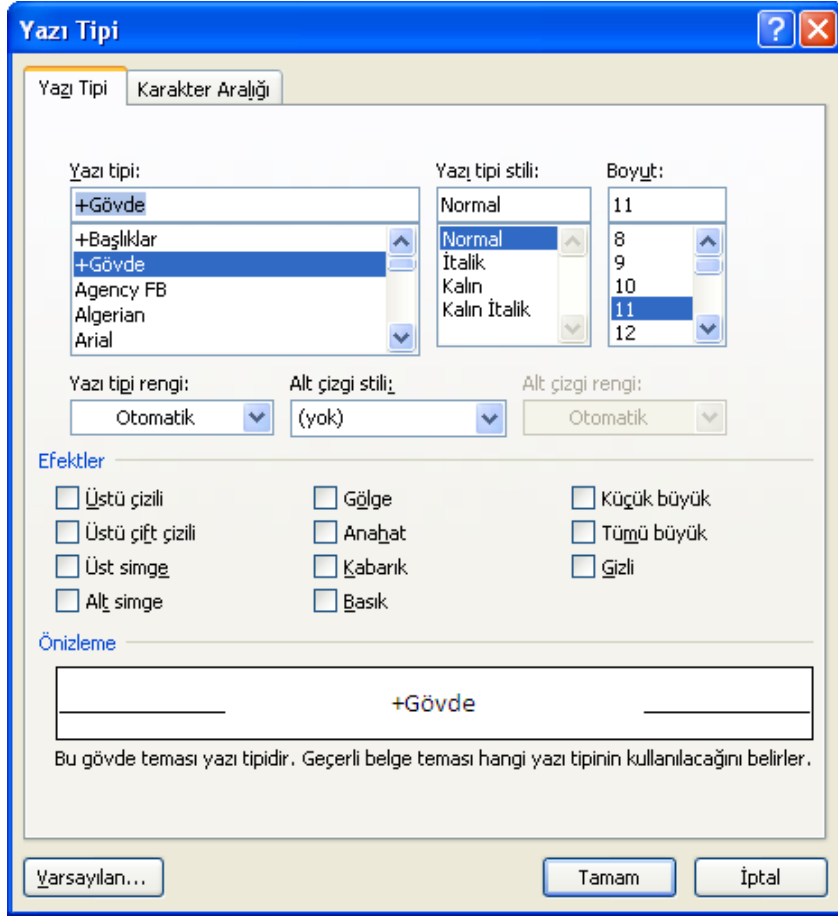 Yazı Tipi
Yazı Tipi Karakter Aralığı
Yazı tipi: Yazı tipi stili: Boyut:
+Gövde Normal 11
+Başlıklar Normal 8
+Gövde İtalik 9
Agency FB Kalın 10
Algerian Kalın İtalik 11
Arial 12
Yazı tipi rengi: Alt çizgi stili: Alt çizgi rengi:
Otomatik (yok) Otomatik
Efektler
Üstü çizili Gölge Küçük büyük
Üstü çift çizili Anahat Tümü büyük
Üst simge Kabarık Gizli
Alt simge Basık
Önizleme
+Gövde
Bu gövde teması yazı tipidir. Geçerli belge teması hangi yazı tipinin kullanılacağını belirler.
Varsayılan... Tamam İptal